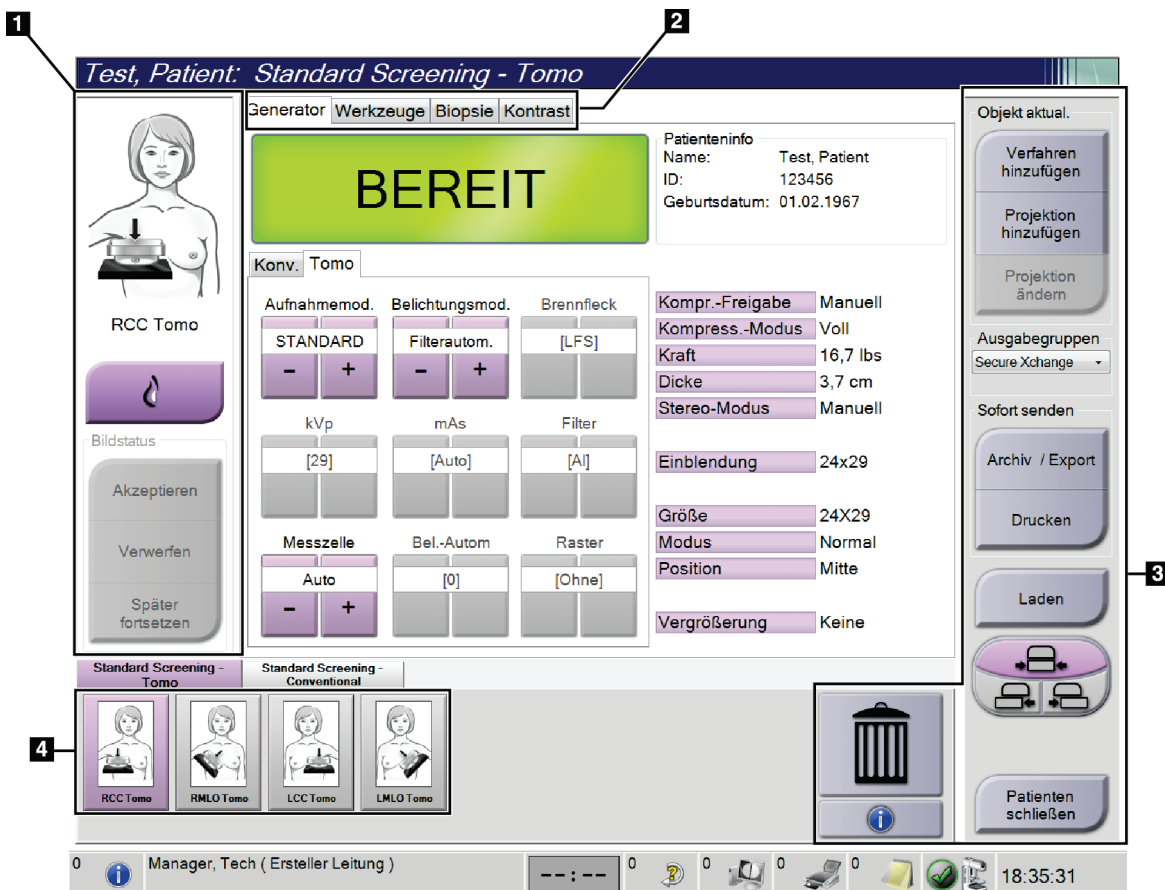 1
2
Test, Patient: Standard Screening - Tomo
Generator Werkzeuge Biopsie Kontrast
BEREIT
Patienteninfo
Name: Test, Patient
ID: 123456
Geburtsdatum: 01.02.1967
RCC Tomo
Bildstatus
Akzeptieren
Verwerfen
Später
fortsetzen
Konv. Tomo
Aufnahmemod. Belichtungsmod. Brennfleck
STANDARD Filterautom. [LFS]
- + - +
kVp mAs Filter
[29] [Auto] [Al]
Messzelle Bel.-Autom Raster
Auto [0] [Ohne]
- +
Kompr.-Freigabe Manuell
Kompress.-Modus Voll
Kraft 16,7 lbs
Dicke 3,7 cm
Stereo-Modus Manuell
Einblendung 24x29
Größe 24X29
Modus Normal
Position Mitte
Vergrößerung Keine
Objekt aktual.
Verfahren
hinzufügen
Projektion
hinzufügen
Projektion
ändern
Ausgabegruppen
Secure Xchange
Sofort senden
Archiv / Export
Drucken
3
Laden
Patienten
schließen
Standard Screening -
Tomo
Standard Screening -
Conventional
4
RCC Tomo RMLO Tomo LCC Tomo LMLO Tomo
0 Manager, Tech ( Ersteller Leitung ) --:-- 0 0 0 0 18:35:31